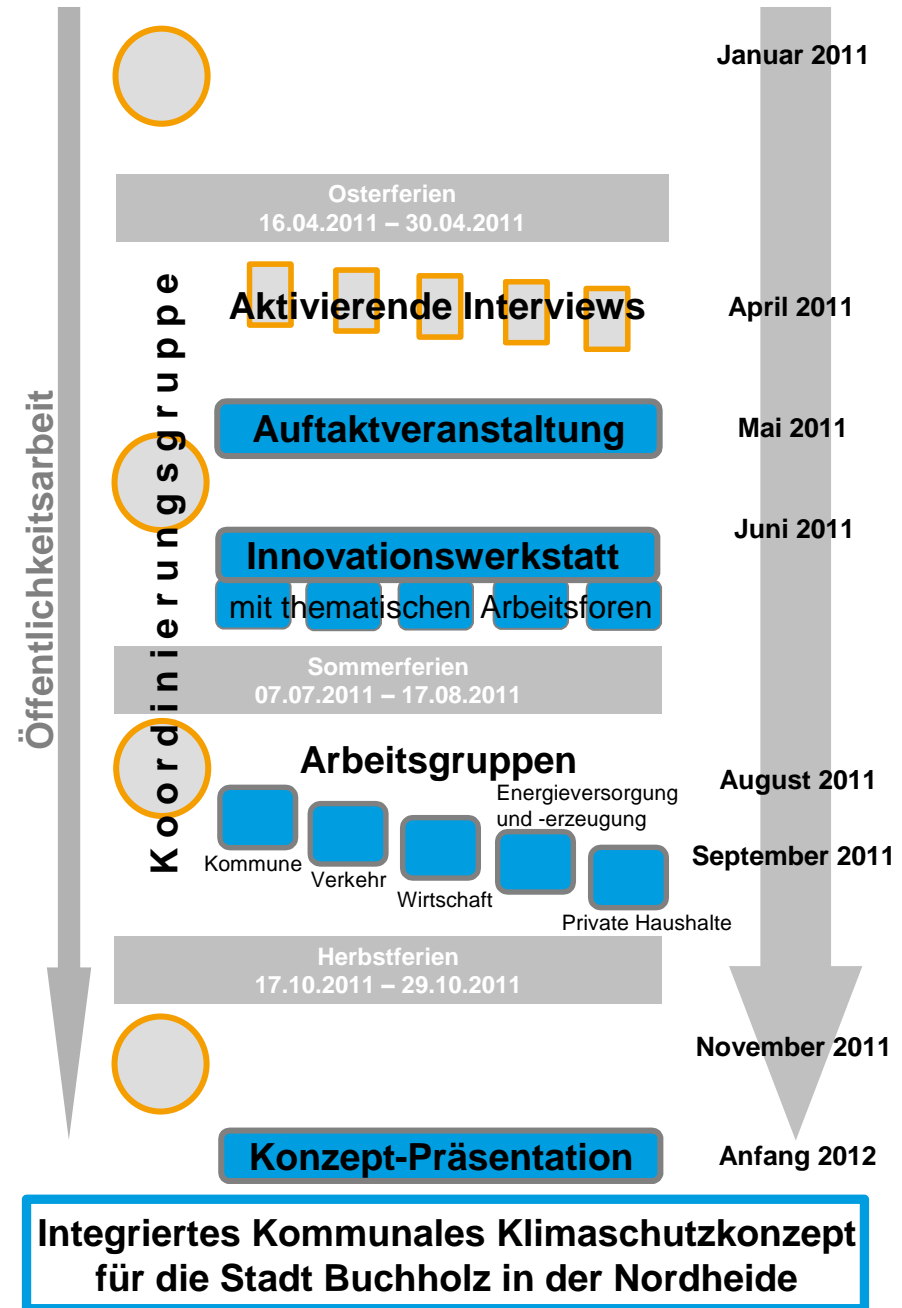 Januar 2011
Osterferien
16.04.2011 – 30.04.2011
Aktivierende Interviews
April 2011
Öffentlichkeitsarbeit
Koordinierungsgruppe
Auftaktveranstaltung
Mai 2011
Juni 2011
Innovationswerkstatt
mit thematischen Arbeitsforen
Sommerferien
07.07.2011 – 17.08.2011
Arbeitsgruppen
August 2011
Kommune
Verkehr
Wirtschaft
Energieversorgung
und -erzeugung
Private Haushalte
September 2011
Herbstferien
17.10.2011 – 29.10.2011
November 2011
Konzept-Präsentation
Anfang 2012
Integriertes Kommunales Klimaschutzkonzept
für die Stadt Buchholz in der Nordheide